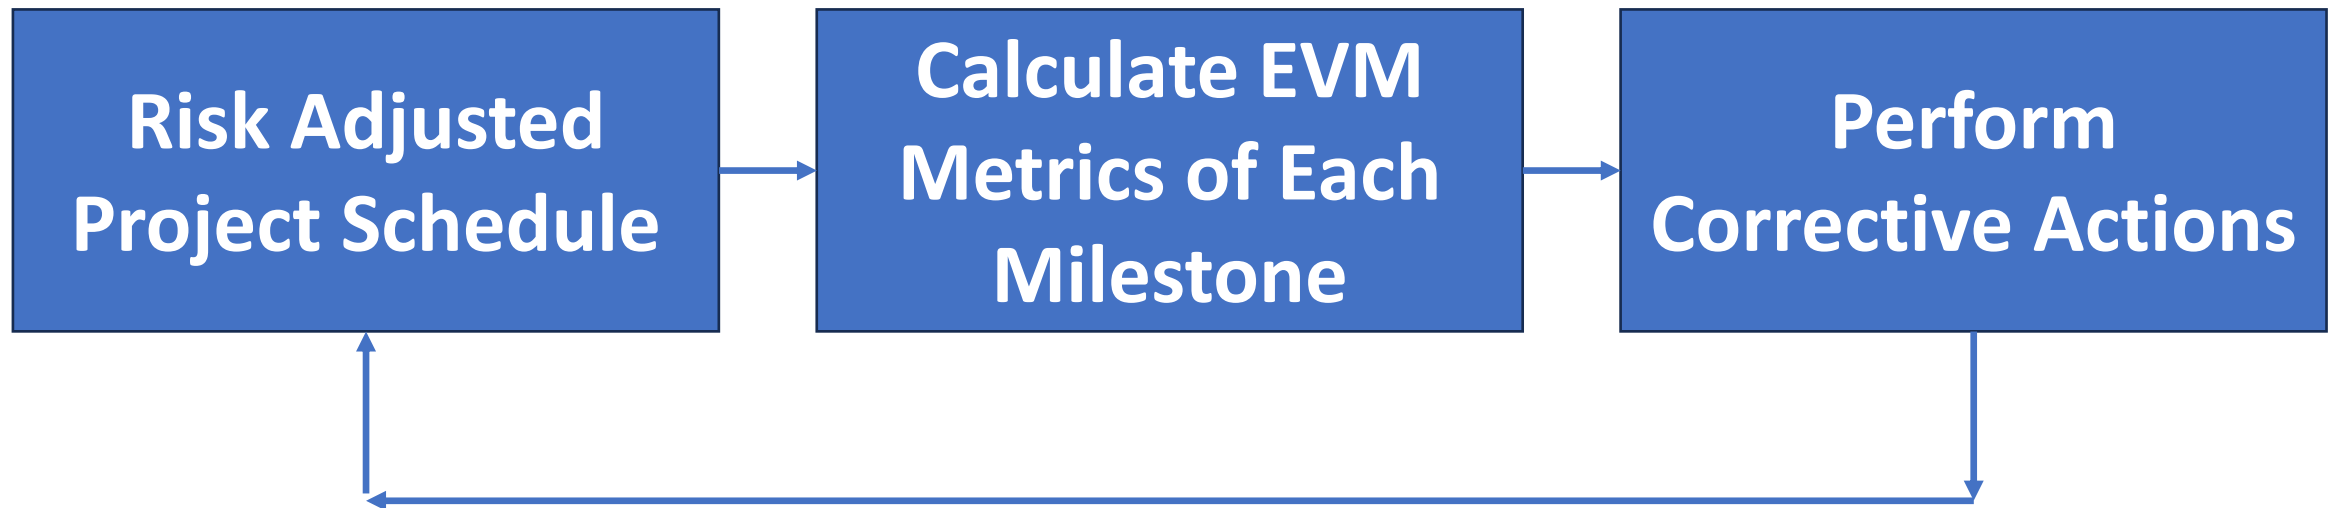 Risk Adjusted
Project Schedule
Calculate EVM
Metrics of Each
Milestone
Perform
Corrective Actions